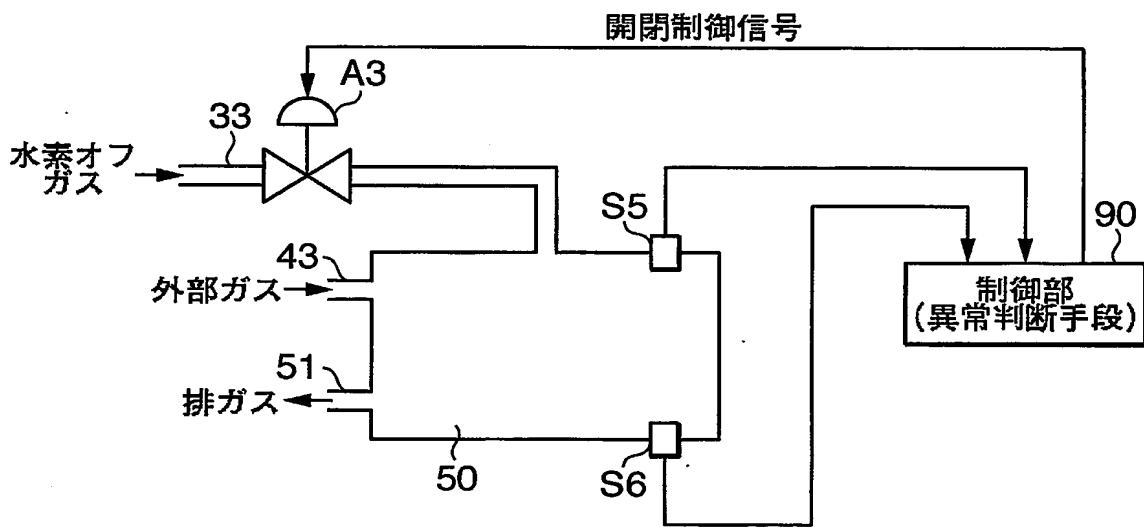 開閉制御信号
A3
33
水素オフ
ガス
S5
90
43
外部ガス
制御部
(異常判断手段)
51
排ガス
50
S6